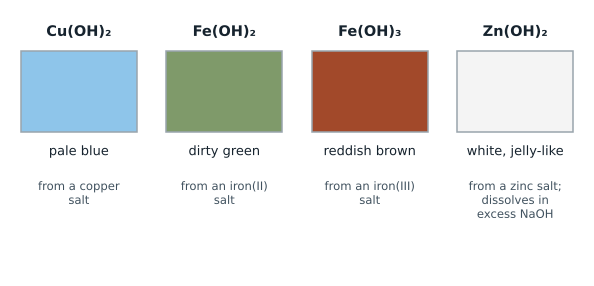 Cu(OH)₂
Fe(OH)₂
Fe(OH)₃
Zn(OH)₂
pale blue
dirty green
reddish brown
white, jelly-like
from a copper
salt
from an iron(II)
salt
from an iron(III)
salt
from a zinc salt;
dissolves in
excess NaOH